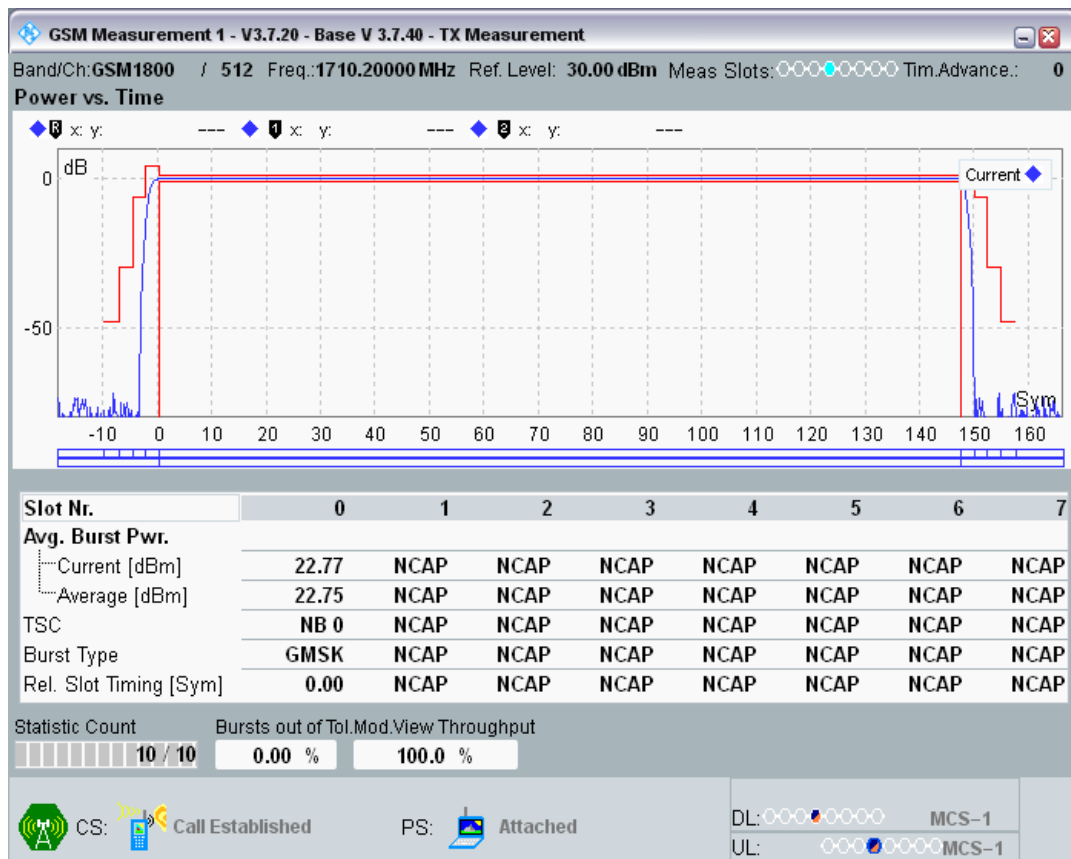 GSM Measurement 1 - V3.7.20 - Base V 3.7.40 - TX Measurement
Band/Ch:GSM1800 / 512 Freq.:1710.20000 MHz Ref. Level: 30.00 dBm Meas Slots: Tim.Advance.: 0
Power vs. Time
R x: y: --- 1 x: y: --- 2 x: y: ---
dB
Current
0
-50
Sym
-10 0 10 20 30 40 50 60 70 80 90 100 110 120 130 140 150 160
Slot Nr. 0 1 2 3 4 5 6 7
Avg. Burst Pwr.
Current [dBm] 22.77 NCAP NCAP NCAP NCAP NCAP NCAP NCAP
Average [dBm] 22.75 NCAP NCAP NCAP NCAP NCAP NCAP NCAP
TSC NB 0 NCAP NCAP NCAP NCAP NCAP NCAP NCAP
Burst Type GMSK NCAP NCAP NCAP NCAP NCAP NCAP NCAP
Rel. Slot Timing [Sym] 0.00 NCAP NCAP NCAP NCAP NCAP NCAP NCAP
Statistic Count Bursts out of Tol.Mod.View Throughput
10 / 10 0.00 % 100.0 %
CS: Call Established PS: Attached
DL: MCS-1
UL: MCS-1